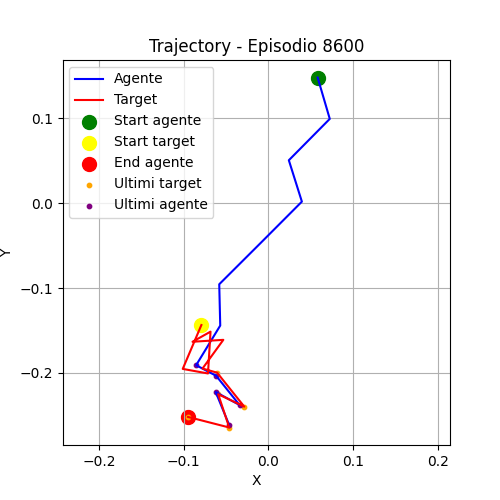 Trajectory - Episodio 8600
Agente
Target
Start agente
Start target
End agente
Ultimi target
Ultimi agente
0.1
0.0
−0.1
−0.2
Y
−0.2
−0.1
0.0
0.1
0.2
X